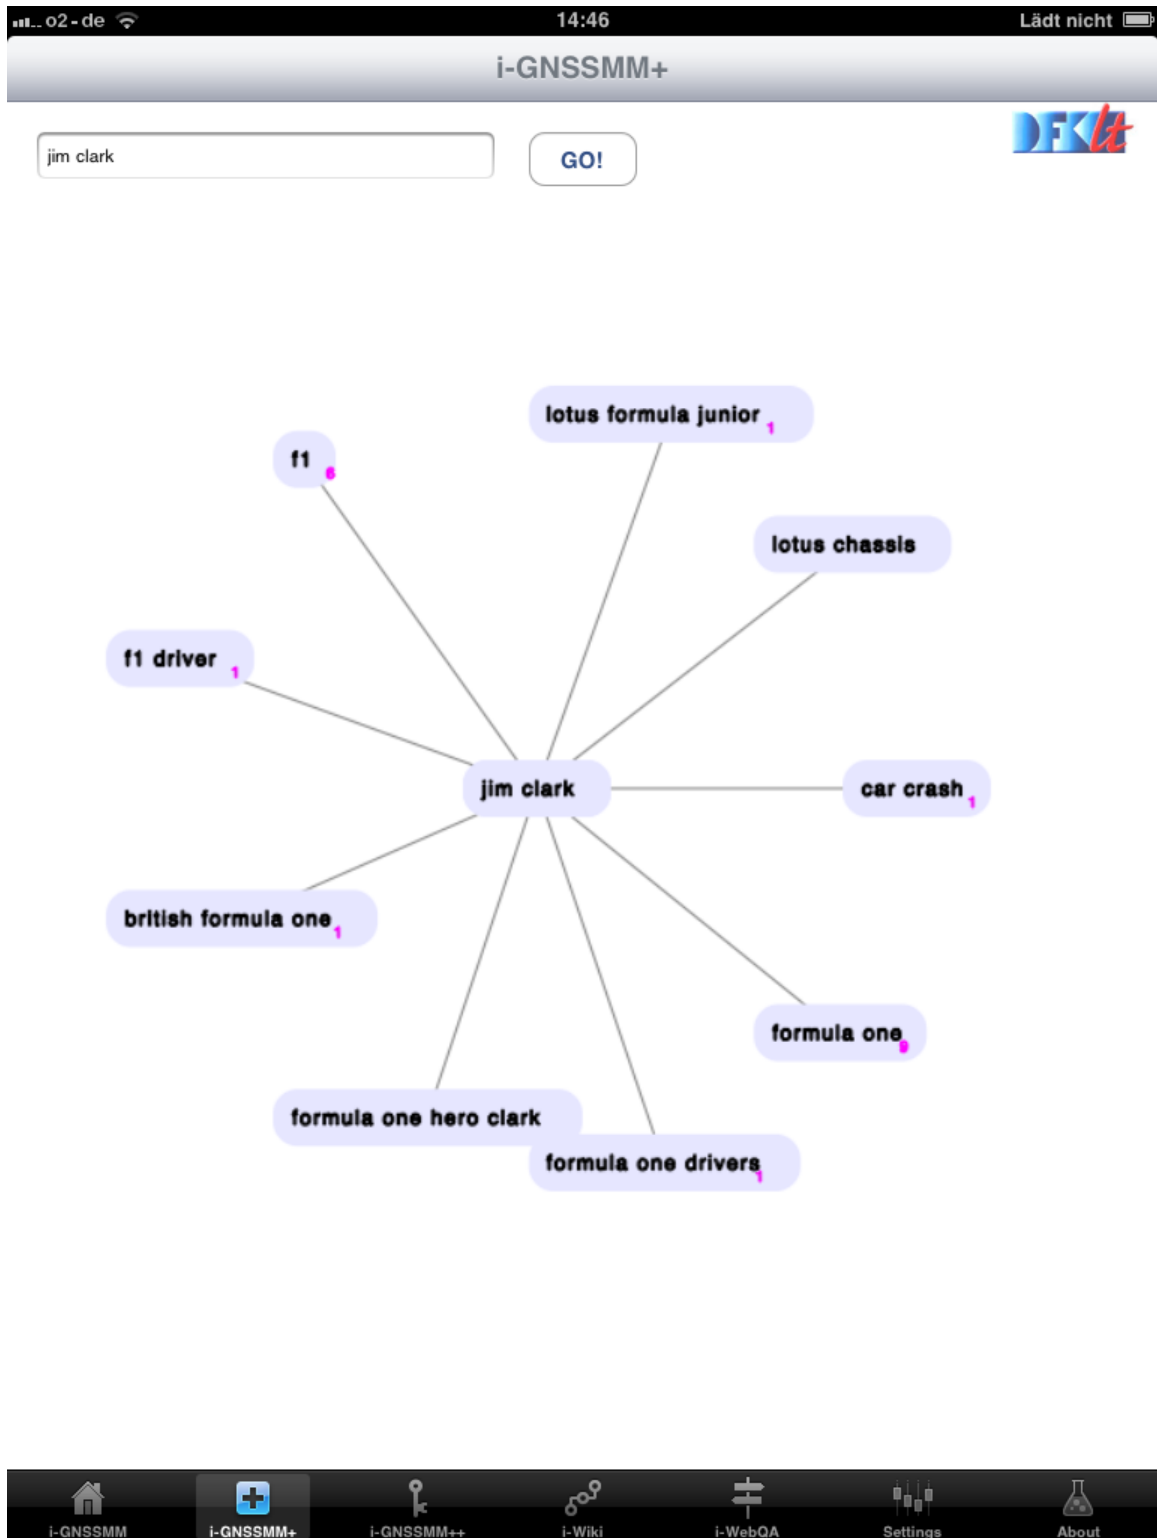 o2-de 14:46 Lädt nicht
i-GNSSMM+
DFKI lt
jim clark GO!
lotus formula junior 1
f1 6
lotus chassis
f1 driver 1
jim clark
car crash 1
british formula one 1
formula one 9
formula one hero clark
formula one drivers 1
i-GNSSMM i-GNSSMM+ i-GNSSMM++ i-Wiki i-WebQA Settings About